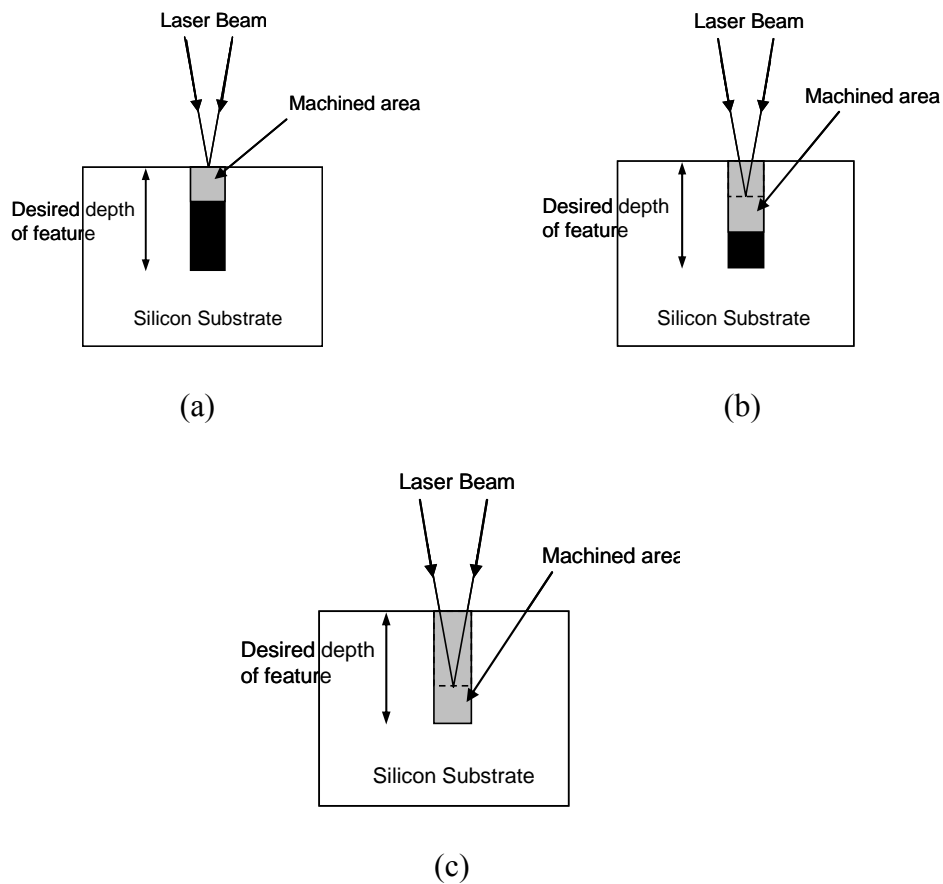 Laser Beam
Machined area
Desired depth
of feature
Silicon Substrate
(a)
Laser Beam
Machined area
Desired depth
of feature
Silicon Substrate
(b)
Laser Beam
Machined area
Desired depth
of feature
Silicon Substrate
(c)